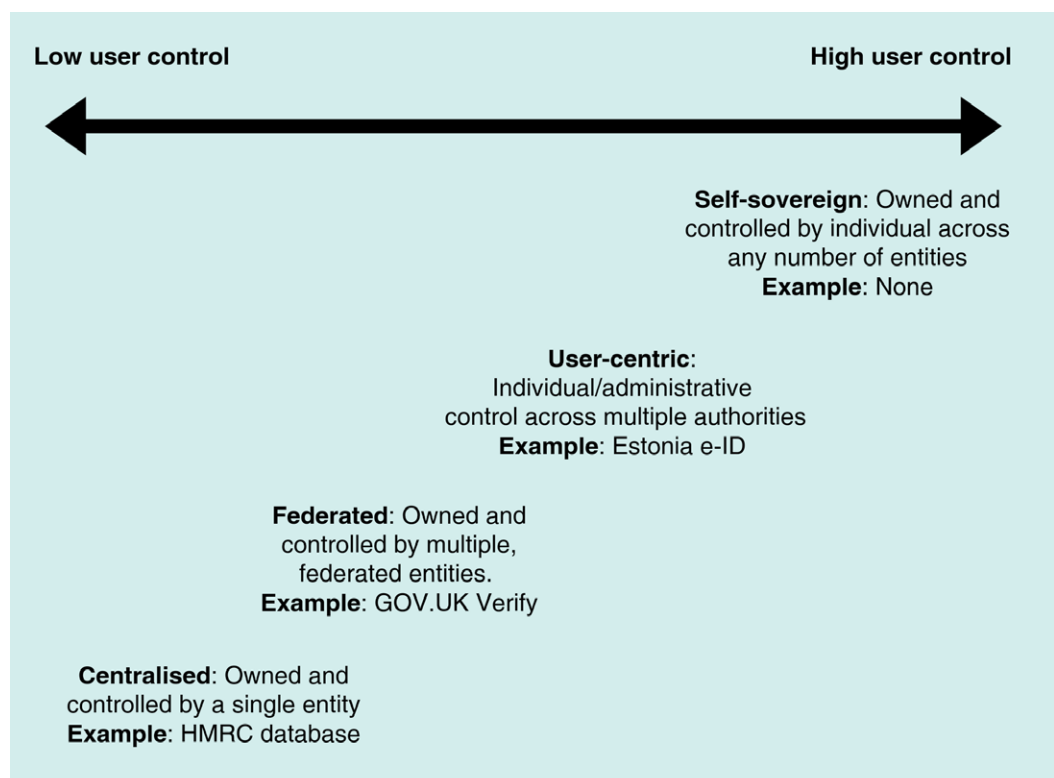 Low user control
High user control
Self-sovereign: Owned and
controlled by individual across
any number of entities
Example: None
User-centric:
Individual/administrative
control across multiple authorities
Example: Estonia e-ID
Federated: Owned and
controlled by multiple,
federated entities.
Example: GOV.UK Verify
Centralised: Owned and
controlled by a single entity
Example: HMRC database